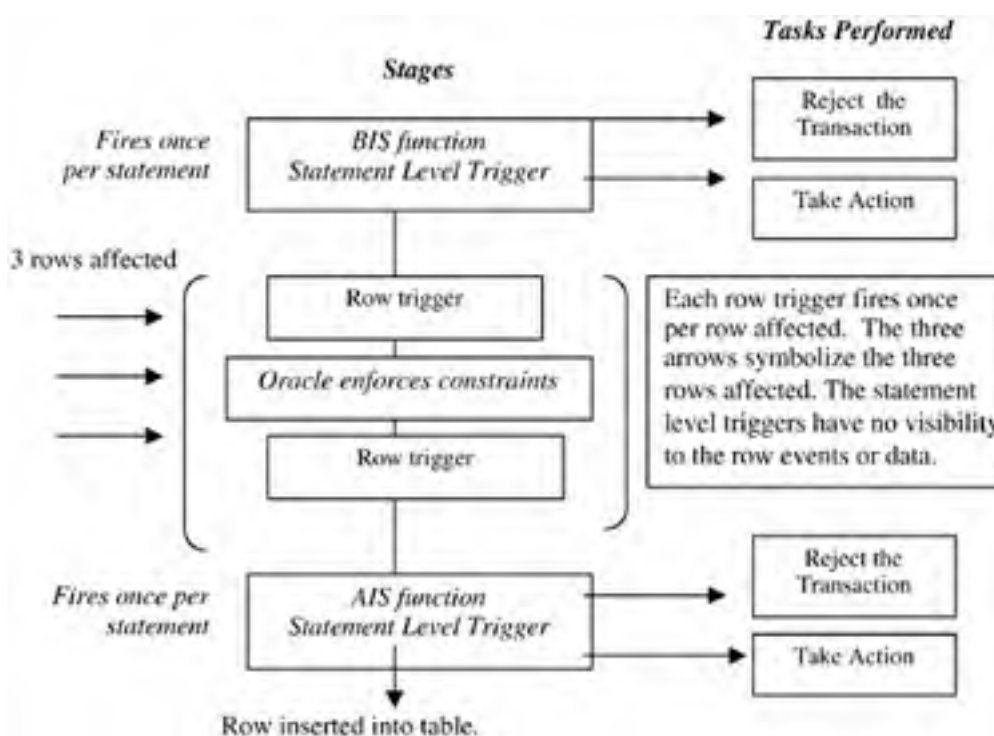 Tasks Performed
Stages
Fires once
per statement
BIS function
Statement Level Trigger
Reject the
Transaction
Take Action
3 rows affected
Row trigger
Oracle enforces constraints
Row trigger
Each row trigger fires once
per row affected. The three
arrows symbolize the three
rows affected. The statement
level triggers have no visibility
to the row events or data.
Fires once per
statement
AIS function
Statement Level Trigger
Reject the
Transaction
Take Action
Row inserted into table.